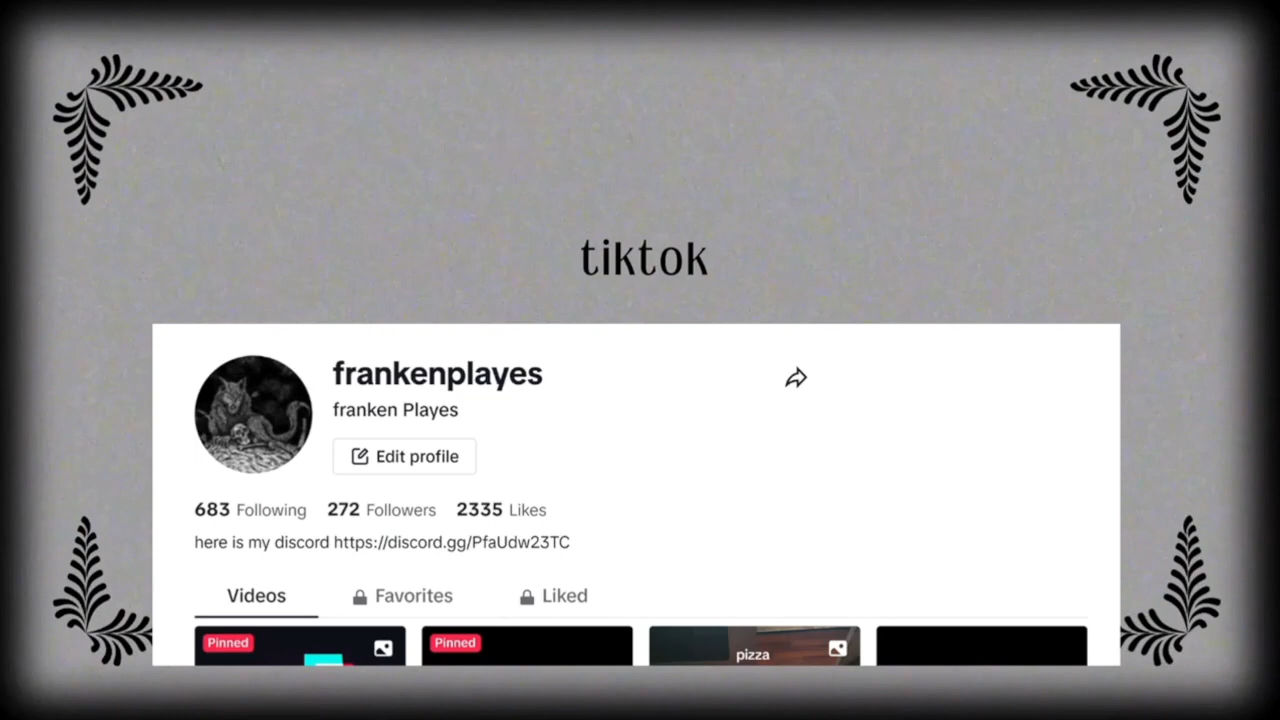 tiktok
frankenplayes
franken Playes
Edit profile
683 Following 272 Followers 2335 Likes
here is my discord https://discord.gg/PfaUdw23TC
Videos Favorites Liked
Pinned Pinned
pizza